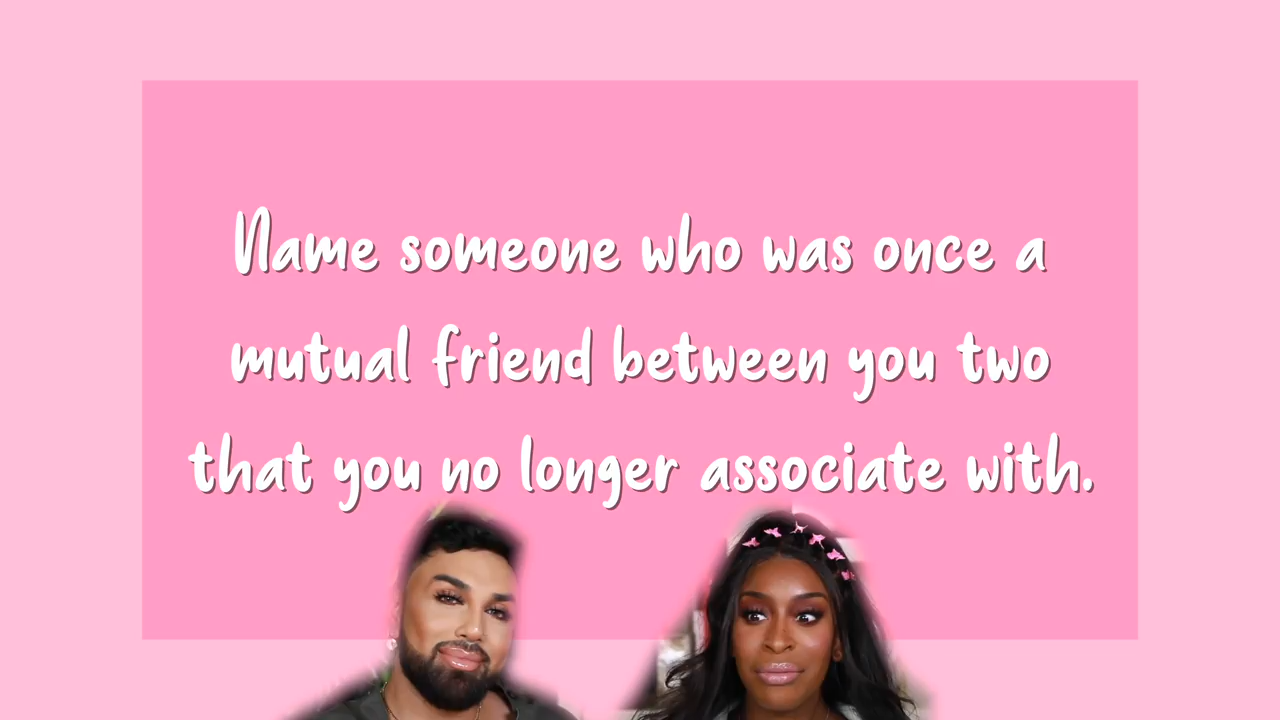 Name someone who was once a
mutual friend between you two
that you no longer associate with.